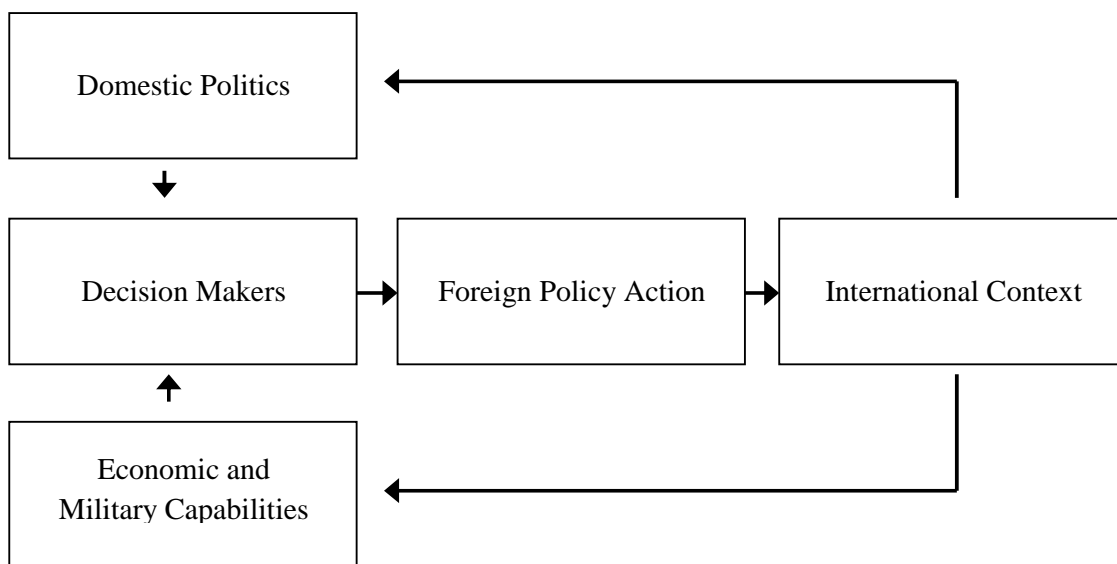 Domestic Politics
Decision Makers
Foreign Policy Action
International Context
Economic and
Military Capabilities